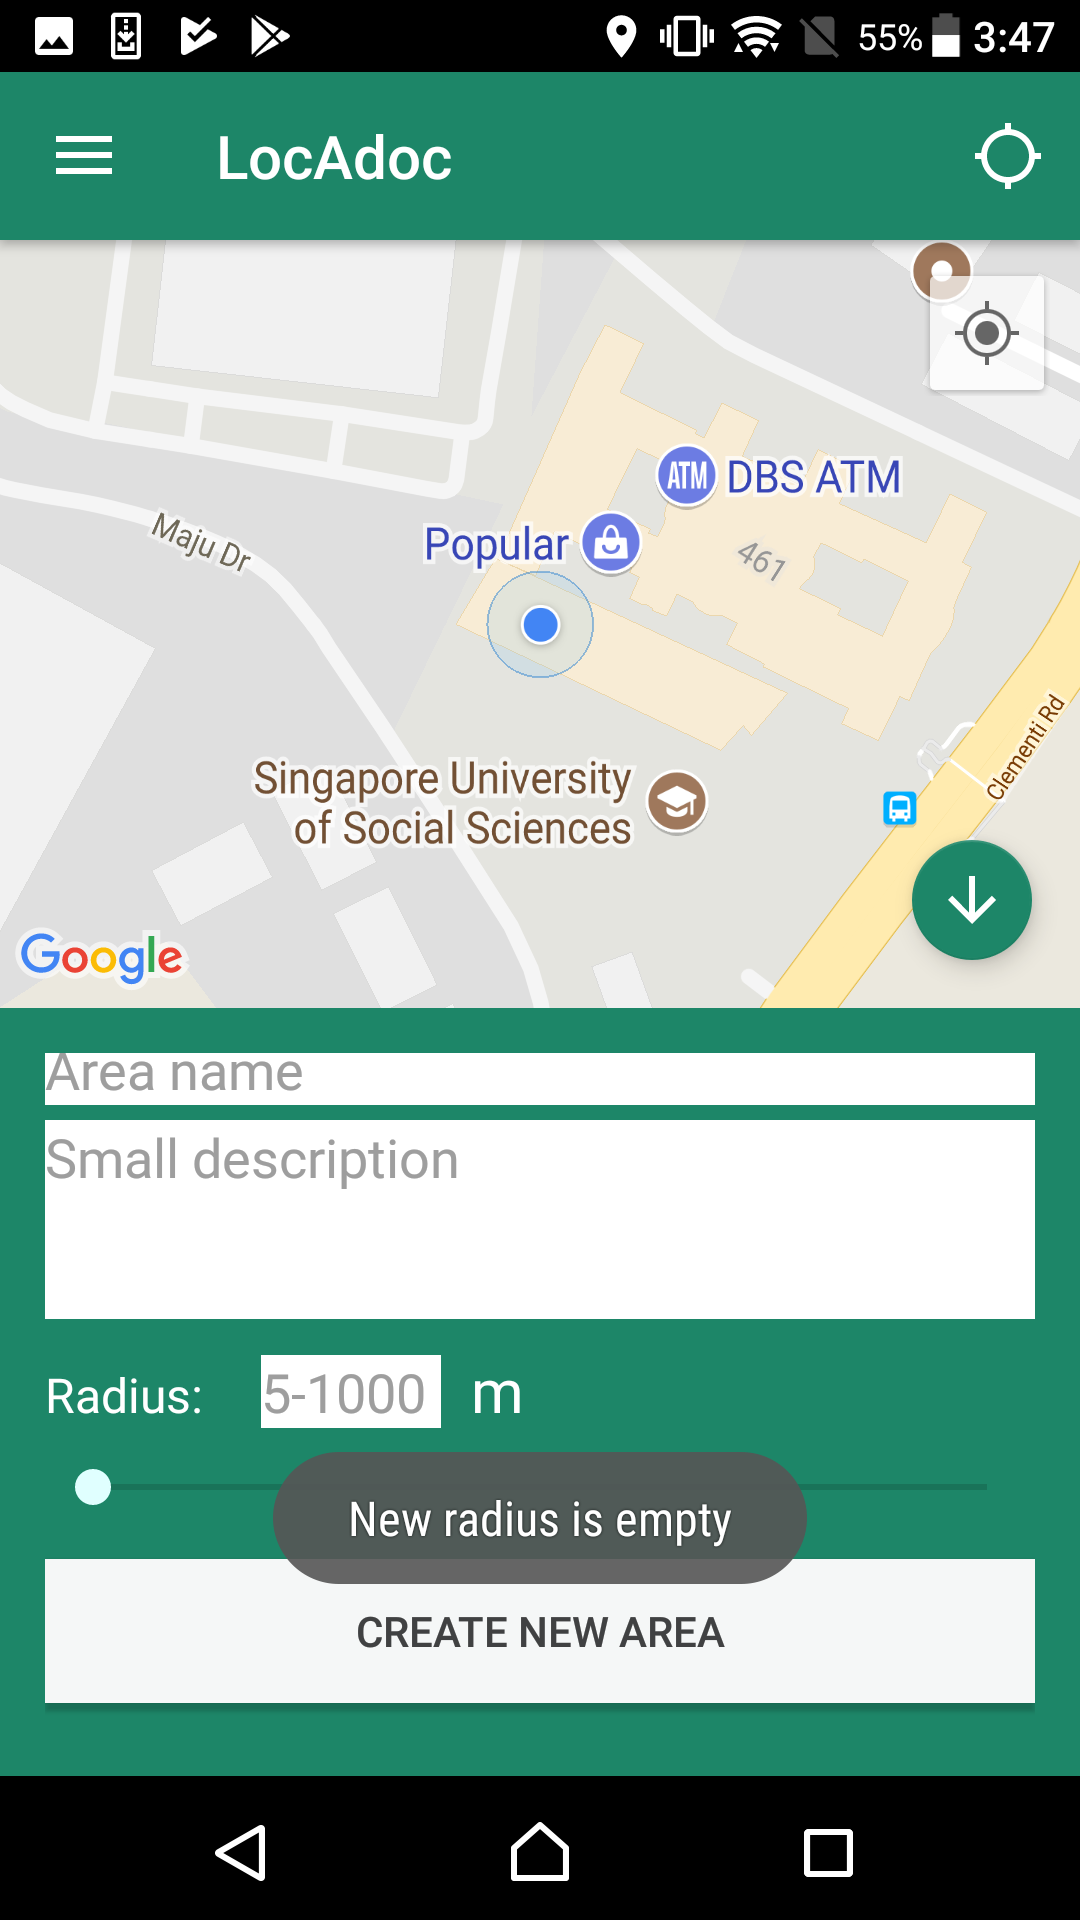 55%
3:47
LocAdoc
ATM
DBS ATM
Popular
461
Maju Dr
Clementi Rd
Singapore University
of Social Sciences
Google
Area name
Small description
Radius:
5-1000
m
New radius is empty
CREATE NEW AREA